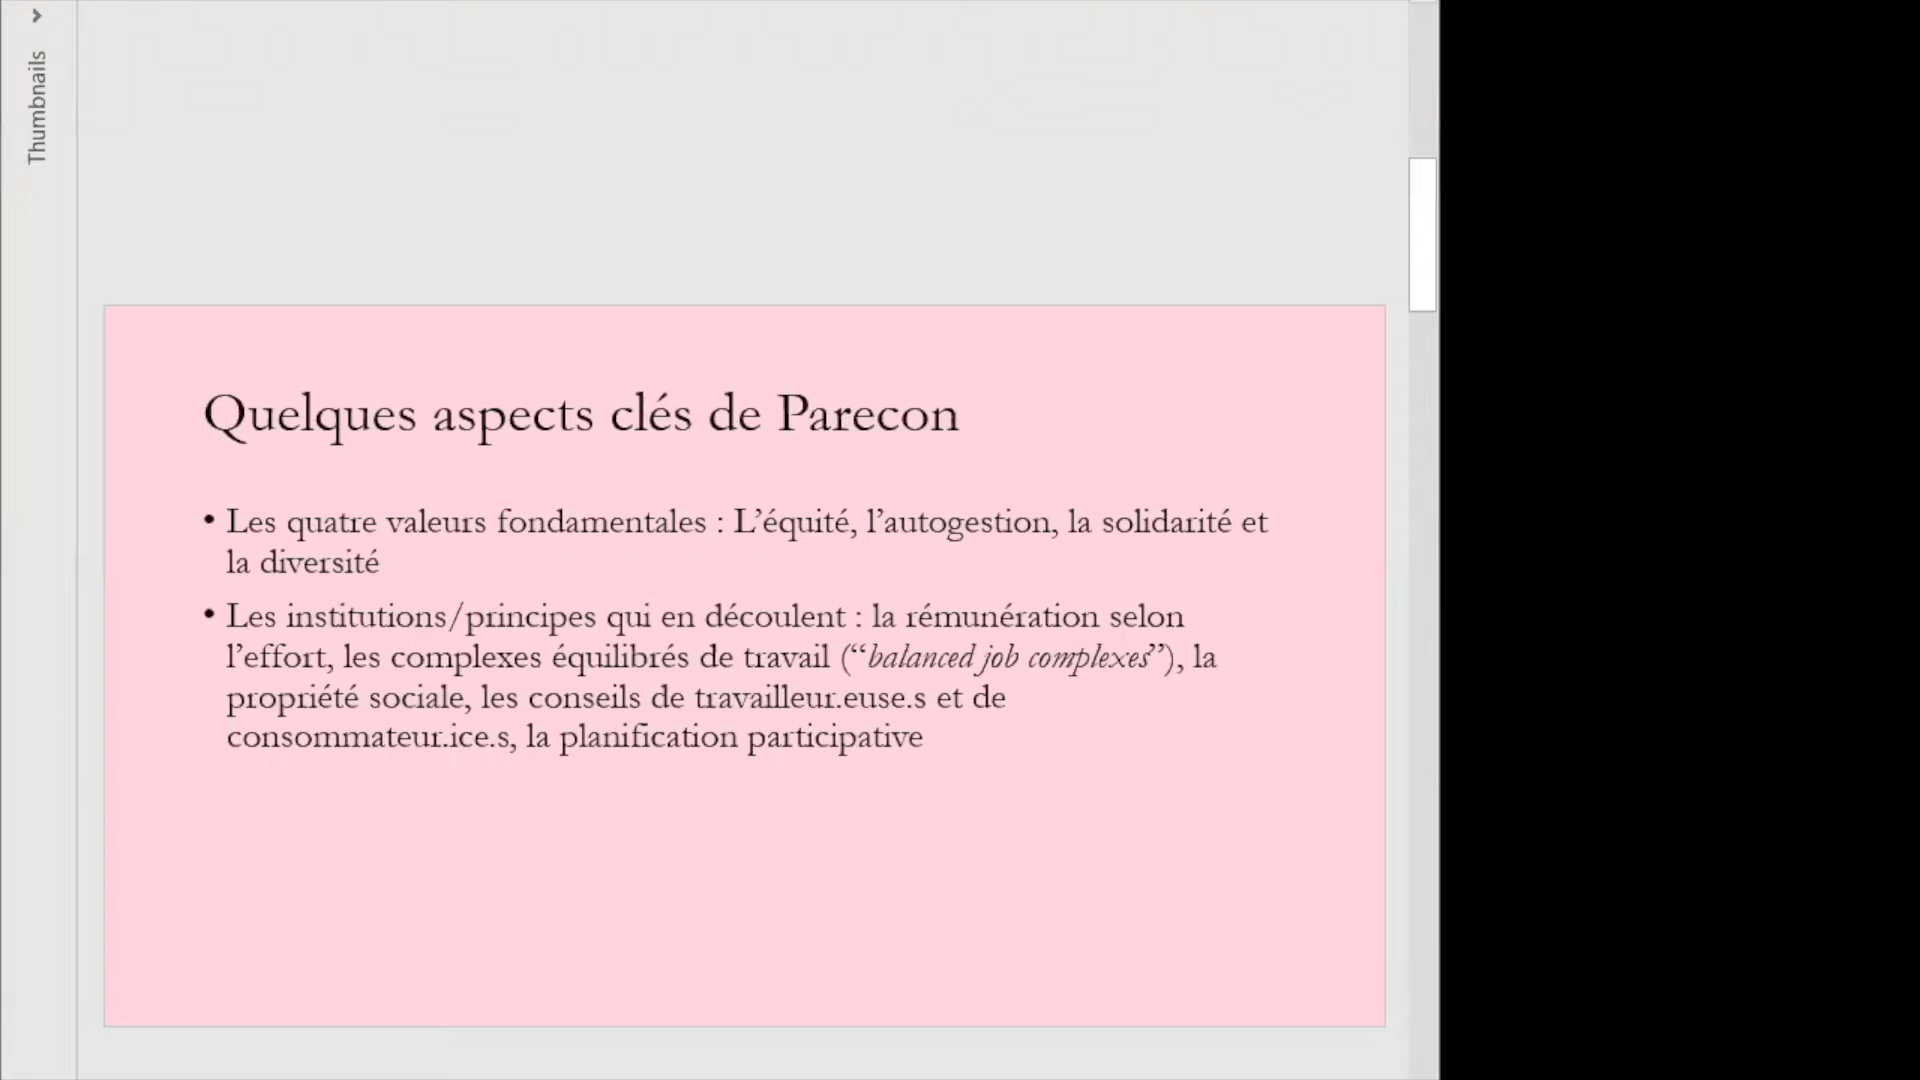 Thumbnails
Quelques aspects clés de Parecon
• Les quatre valeurs fondamentales : L’équité, l’autogestion, la solidarité et
la diversité
• Les institutions/principes qui en découlent : la rémunération selon
l’effort, les complexes équilibrés de travail (“balanced job complexes”), la
propriété sociale, les conseils de travailleur.euse.s et de
consommateur.ice.s, la planification participative